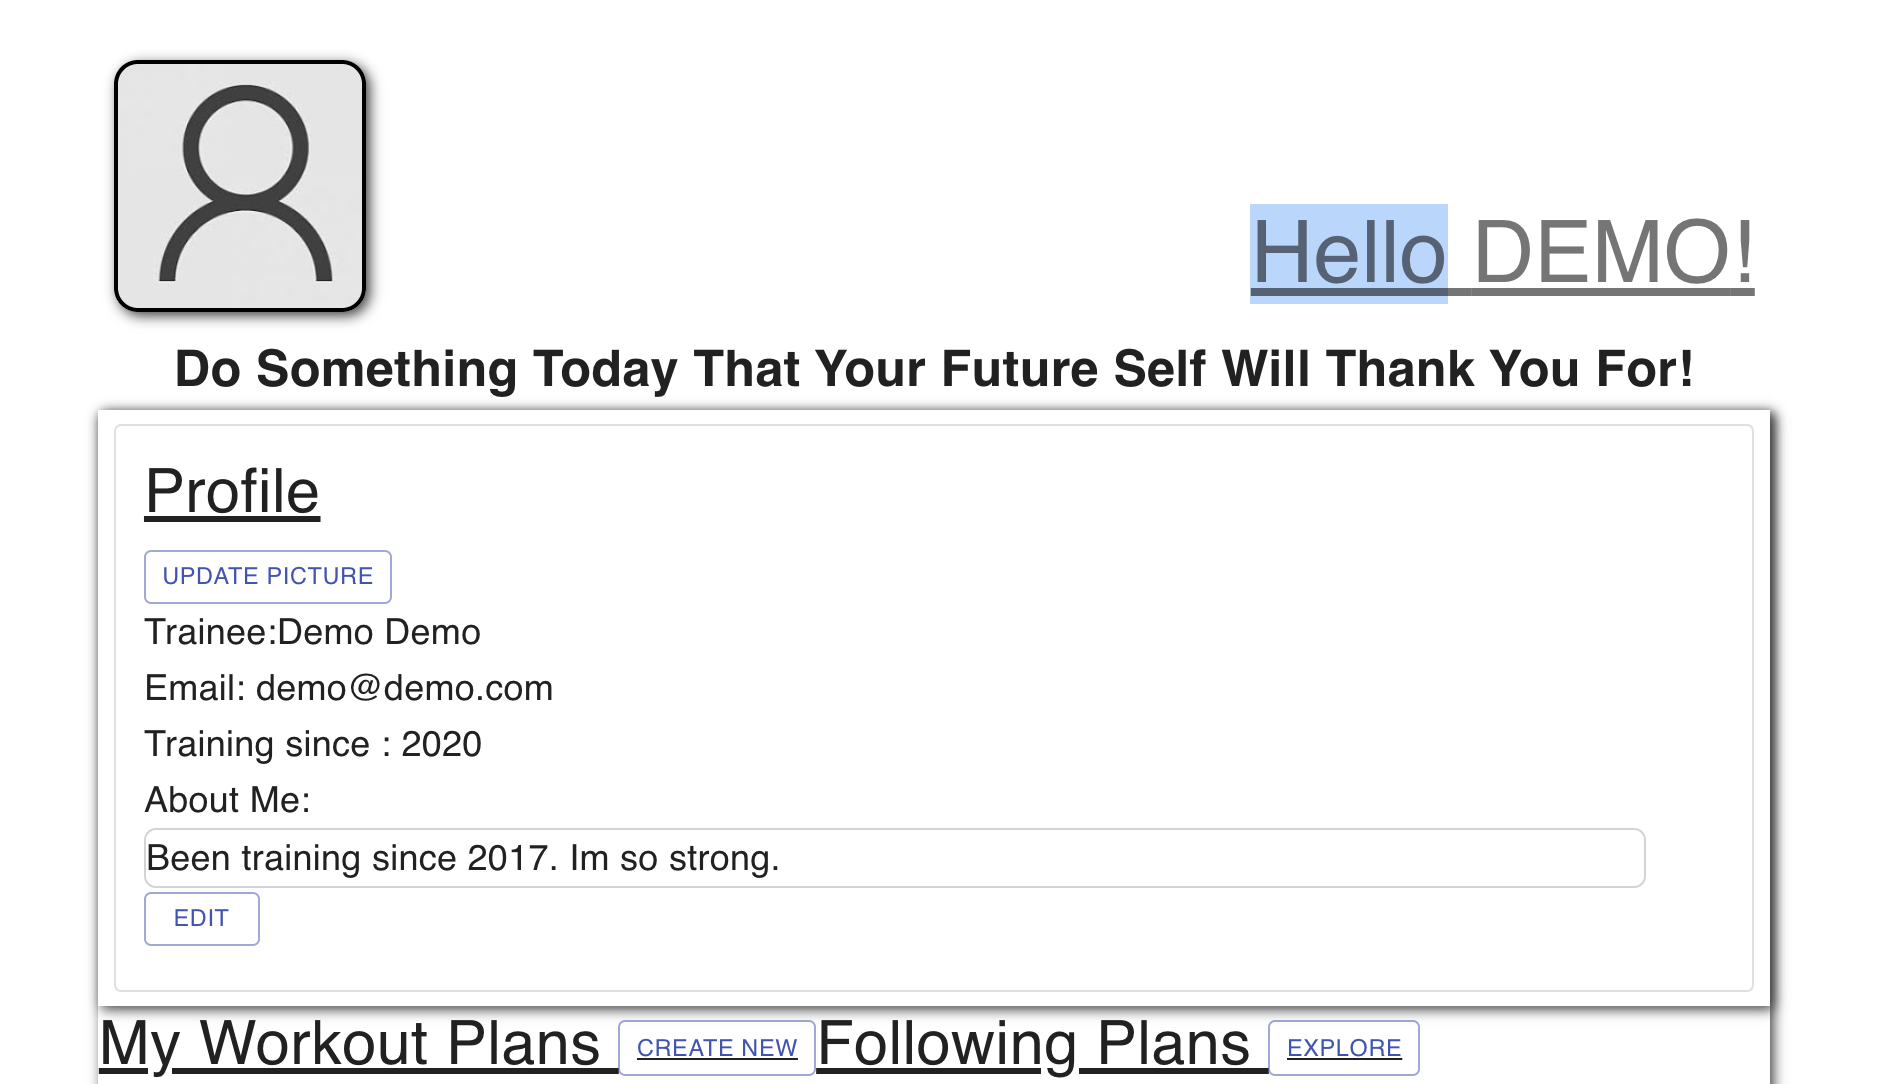 Hello DEMO!
Do Something Today That Your Future Self Will Thank You For!
Profile
UPDATE PICTURE
Trainee:Demo Demo
Email: demo@demo.com
Training since : 2020
About Me:
Been training since 2017. Im so strong.
EDIT
My Workout Plans CREATE NEW Following Plans EXPLORE